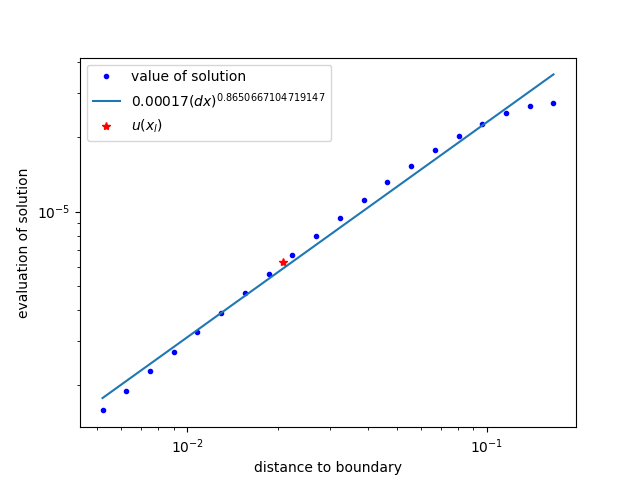 value of solution
0.00017(dx)^0.8650667104719147
u(x_I)
evaluation of solution
10^-5
10^-2
10^-1
distance to boundary